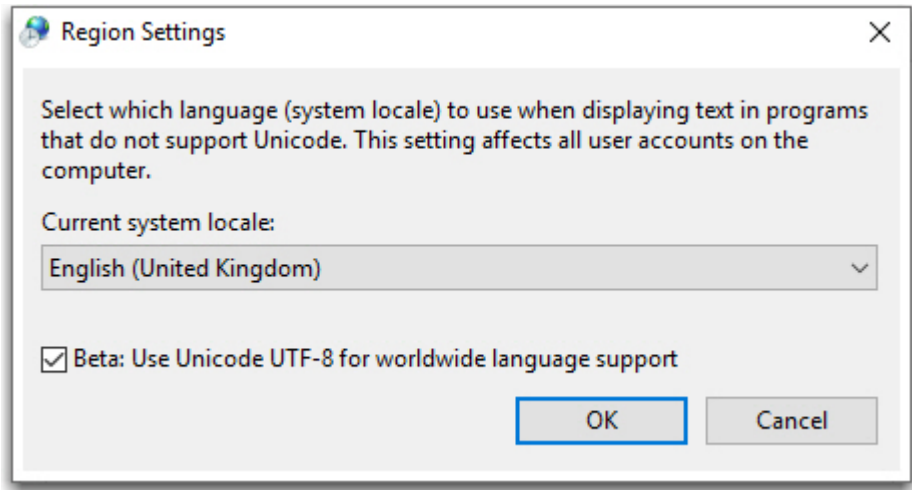 Region Settings
Select which language (system locale) to use when displaying text in programs
that do not support Unicode. This setting affects all user accounts on the
computer.
Current system locale:
English (United Kingdom)
Beta: Use Unicode UTF-8 for worldwide language support
OK Cancel